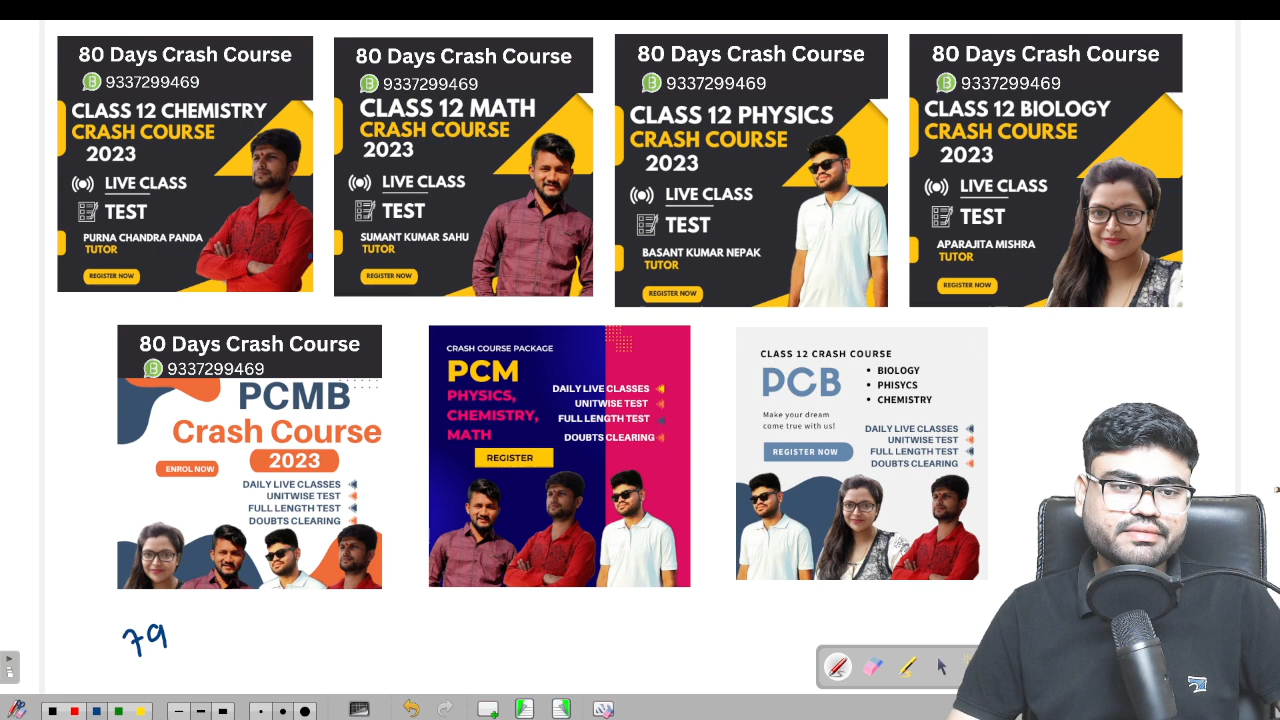 80 Days Crash Course
9337299469
CLASS 12 CHEMISTRY
CRASH COURSE
2023
LIVE CLASS
TEST
PURNA CHANDRA PANDA
TUTOR
REGISTER NOW
80 Days Crash Course
9337299469
CLASS 12 MATH
CRASH COURSE
2023
LIVE CLASS
TEST
SUMANT KUMAR SAHU
TUTOR
REGISTER NOW
80 Days Crash Course
9337299469
CLASS 12 PHYSICS
CRASH COURSE
2023
LIVE CLASS
TEST
BASANT KUMAR NEPAK
TUTOR
REGISTER NOW
80 Days Crash Course
9337299469
CLASS 12 BIOLOGY
CRASH COURSE
2023
LIVE CLASS
TEST
APARAJITA MISHRA
TUTOR
REGISTER NOW
80 Days Crash Course
9337299469
PCMB
Crash Course
2023
ENROL NOW
DAILY LIVE CLASSES
UNITWISE TEST
FULL LENGTH TEST
DOUBTS CLEARING
CRASH COURSE PACKAGE
PCM
PHYSICS,
CHEMISTRY,
MATH
DAILY LIVE CLASSES
UNITWISE TEST
FULL LENGTH TEST
DOUBTS CLEARING
REGISTER
CLASS 12 CRASH COURSE
PCB
BIOLOGY
PHISYCS
CHEMISTRY
Make your dream
come true with us!
REGISTER NOW
DAILY LIVE CLASSES
UNITWISE TEST
FULL LENGTH TEST
DOUBTS CLEARING
79